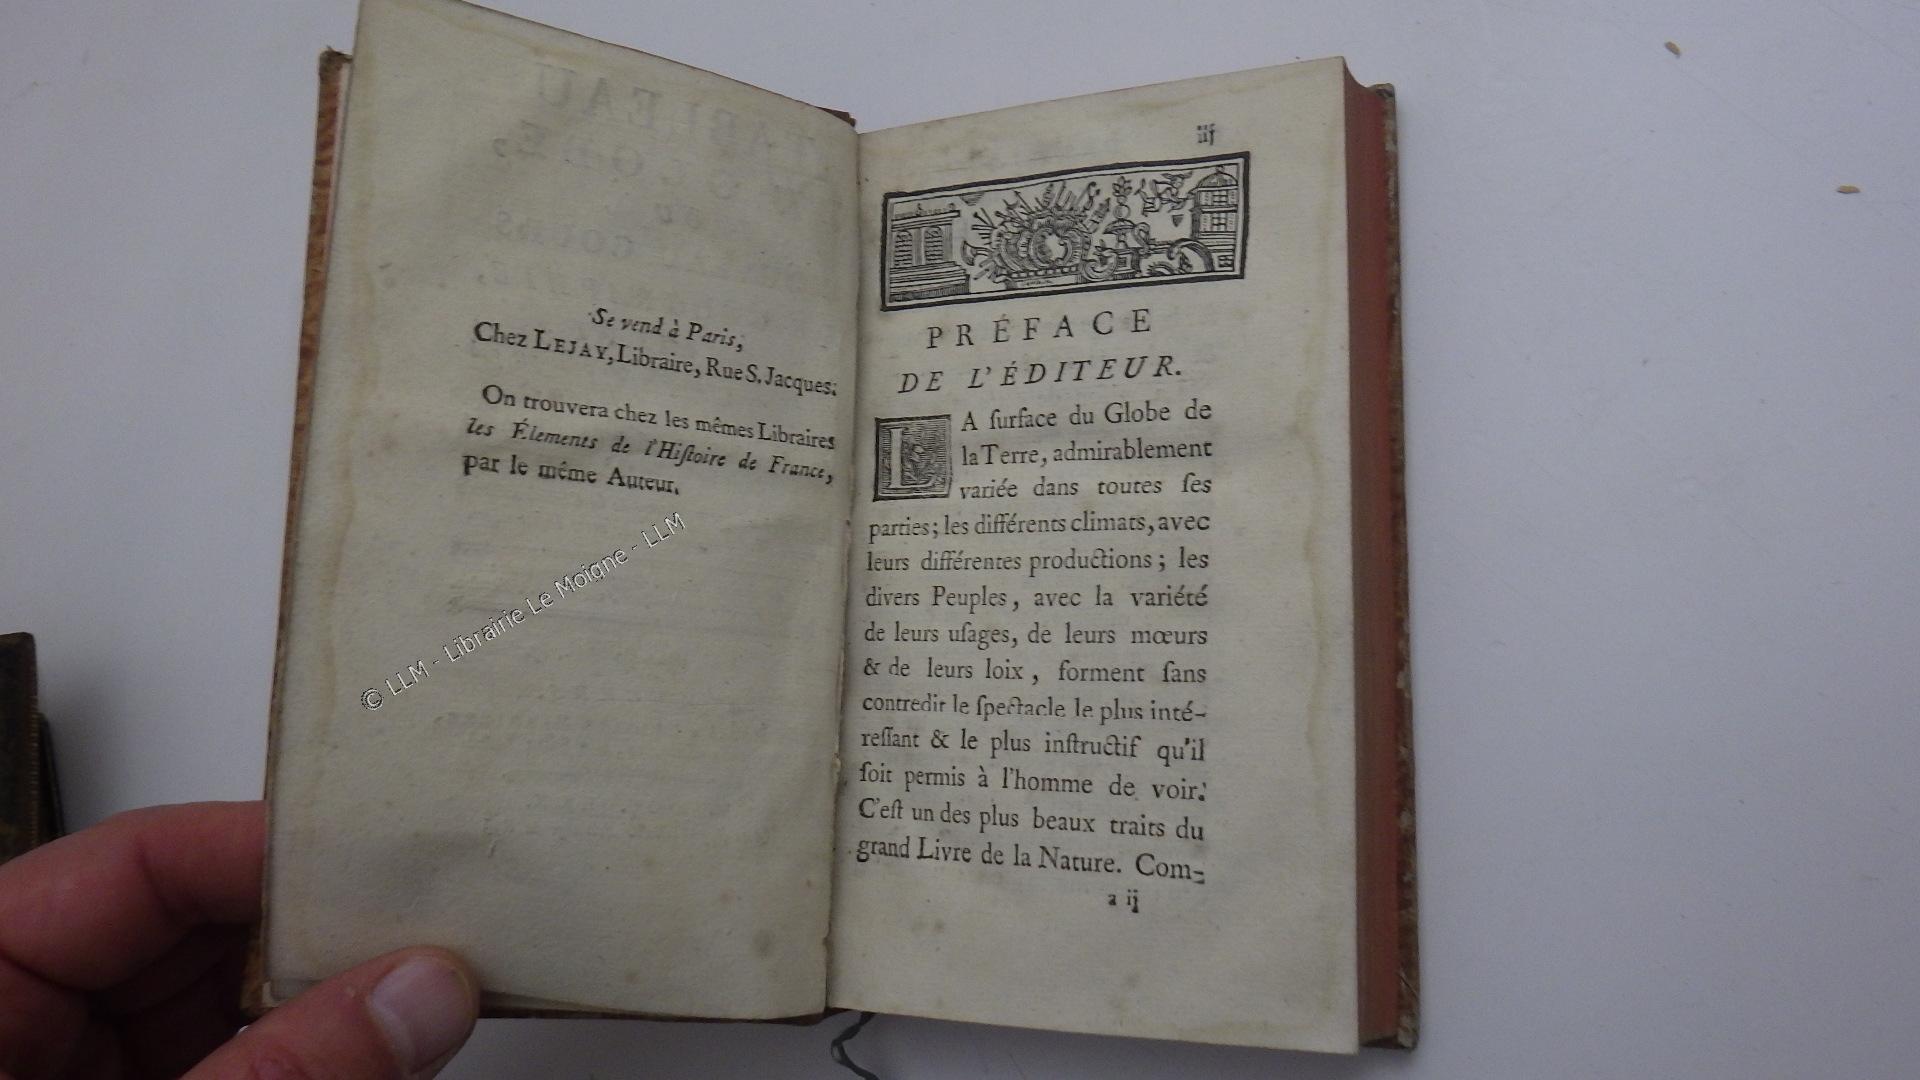 Se vend à Paris,
Chez LEJAY, Libraire, Rue S. Jacques.
On trouvera chez les mêmes Libraires
les Élements de l'Hiſtoire de France,
par le même Auteur.
© LLM - Librairie Le Moigne - LLM
iij
PRÉFACE
DE L'ÉDITEUR.
LA ſurface du Globe de
la Terre, admirablement
variée dans toutes ſes
parties; les différents climats, avec
leurs différentes productions; les
divers Peuples, avec la variété
de leurs uſages, de leurs mœurs
& de leurs loix, forment ſans
contredit le ſpectacle le plus inté-
reſſant & le plus inſtructif qu'il
ſoit permis à l'homme de voir.
C'eſt un des plus beaux traits du
grand Livre de la Nature. Com-
a ij